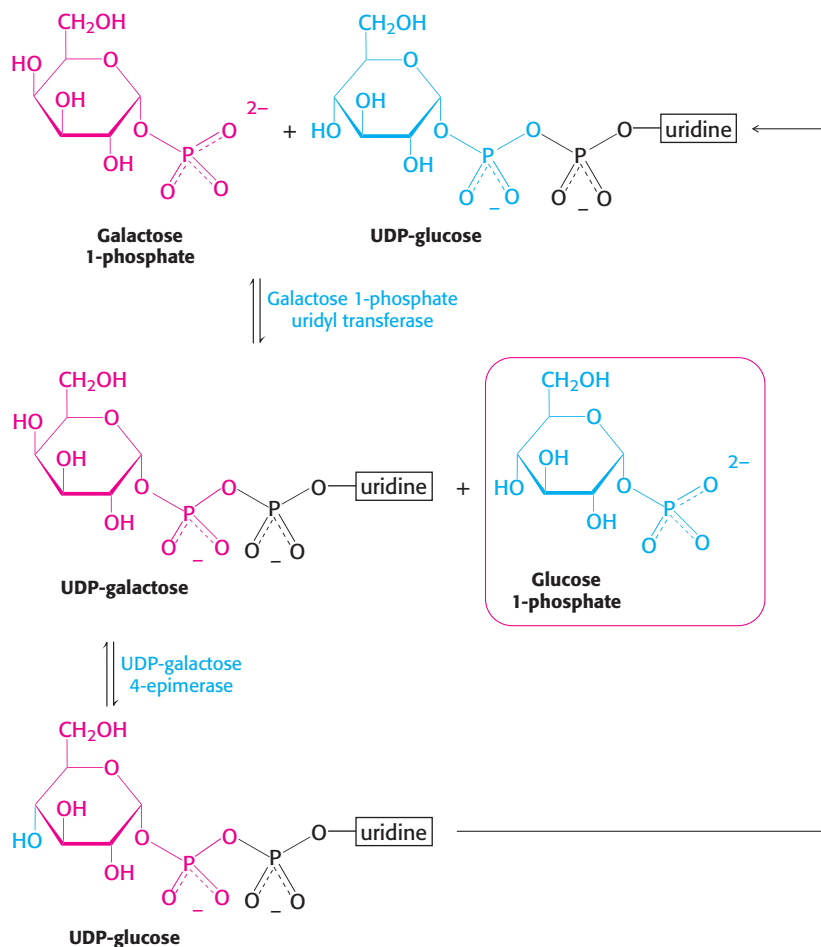 CH2OH
HO
O
OH
OH
O
P
O
O
O
2–
+
CH2OH
O
OH
HO
OH
O
P
O
O
O
–
P
O
O
O
–
uridine
Galactose
1-phosphate
UDP-glucose
Galactose 1-phosphate
uridyl transferase
CH2OH
HO
O
OH
OH
O
P
O
O
O
–
P
O
O
O
–
uridine
+
CH2OH
O
OH
HO
OH
O
P
O
O
O
2–
UDP-galactose
Glucose
1-phosphate
UDP-galactose
4-epimerase
CH2OH
O
OH
HO
OH
O
P
O
O
O
–
P
O
O
O
–
uridine
UDP-glucose